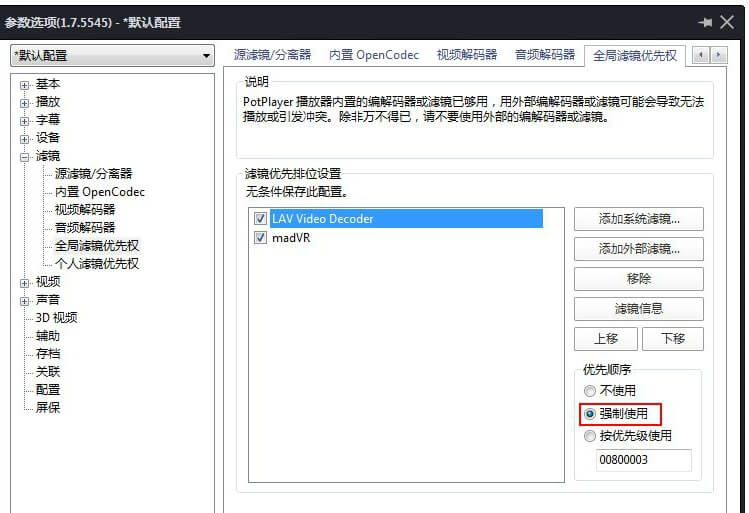 参数选项(1.7.5545) - *默认配置
*默认配置
基本
播放
字幕
设备
滤镜
源滤镜/分离器
内置 OpenCodec
视频解码器
音频解码器
全局滤镜优先权
个人滤镜优先权
视频
声音
3D 视频
辅助
存档
关联
配置
屏保
源滤镜/分离器 内置 OpenCodec 视频解码器 音频解码器 全局滤镜优先权
说明
PotPlayer 播放器内置的编解码器或滤镜已够用，用外部编解码器或滤镜可能会导致无法
播放或引发冲突。除非万不得已，请不要使用外部的编解码器或滤镜。
滤镜优先排位设置
无条件保存此配置。
LAV Video Decoder
madVR
添加系统滤镜...
添加外部滤镜...
移除
滤镜信息
上移 下移
优先顺序
不使用
强制使用
按优先级使用
00800003